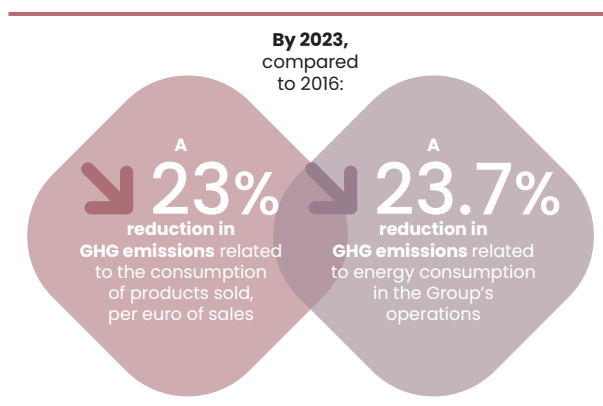 By 2023,
compared
to 2016:
A
23%
reduction in
GHG emissions related
to the consumption
of products sold,
per euro of sales
A
23.7%
reduction in
GHG emissions related
to energy consumption
in the Group's
operations